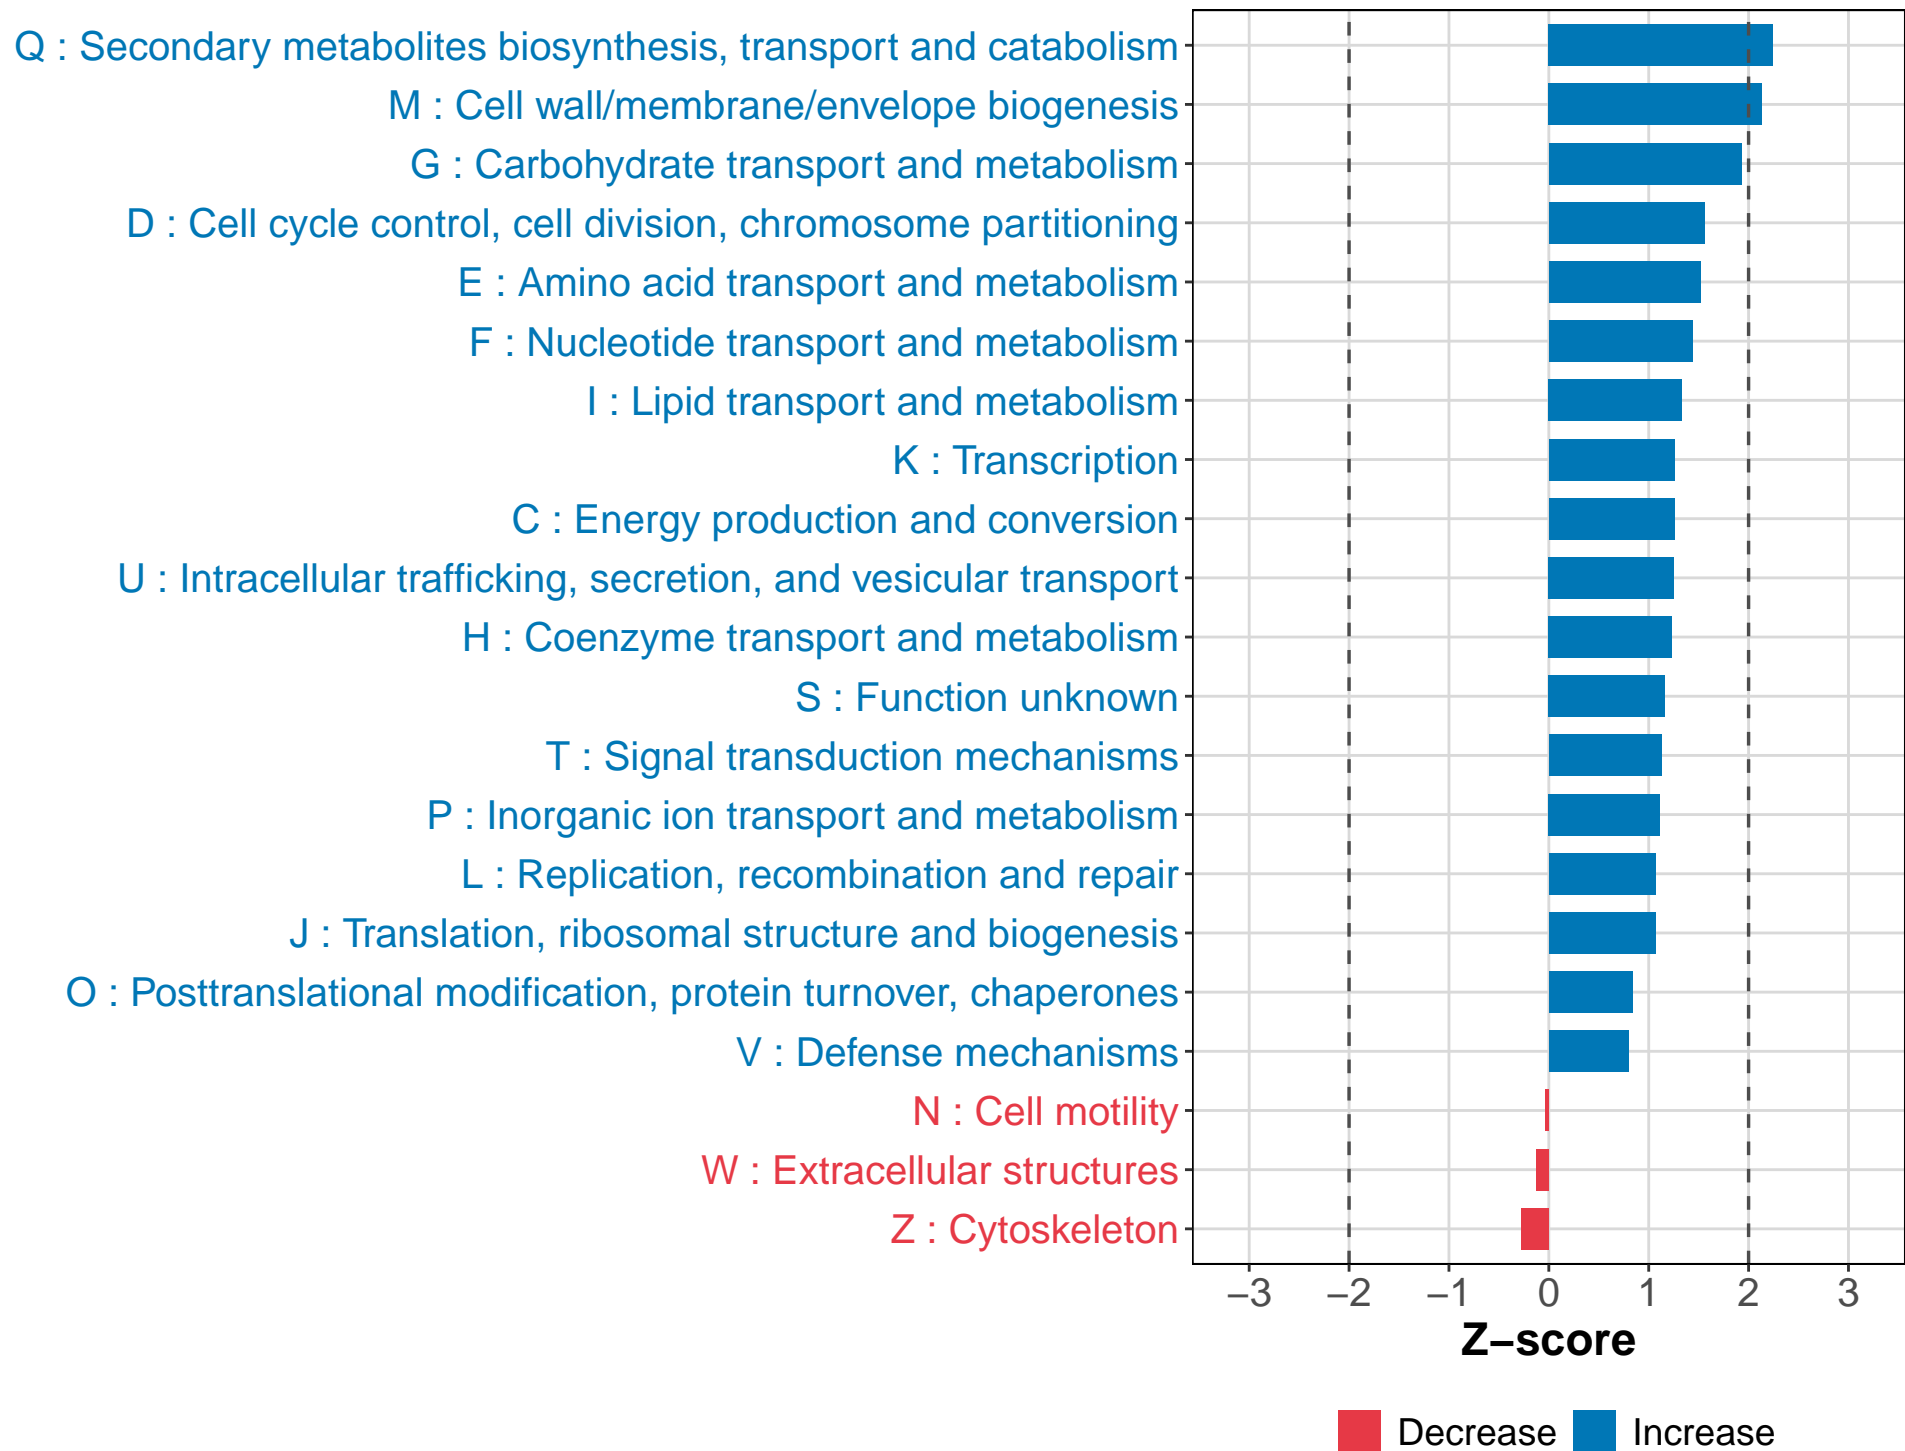 Q : Secondary metabolites biosynthesis, transport and catabolism
M : Cell wall/membrane/envelope biogenesis
G : Carbohydrate transport and metabolism
D : Cell cycle control, cell division, chromosome partitioning
E : Amino acid transport and metabolism
F : Nucleotide transport and metabolism
I : Lipid transport and metabolism
K : Transcription
C : Energy production and conversion
U : Intracellular trafficking, secretion, and vesicular transport
H : Coenzyme transport and metabolism
S : Function unknown
T : Signal transduction mechanisms
P : Inorganic ion transport and metabolism
L : Replication, recombination and repair
J : Translation, ribosomal structure and biogenesis
O : Posttranslational modification, protein turnover, chaperones
V : Defense mechanisms
N : Cell motility
W : Extracellular structures
Z : Cytoskeleton
−3 −2 −1 0 1 2 3
Z−score
Decrease Increase